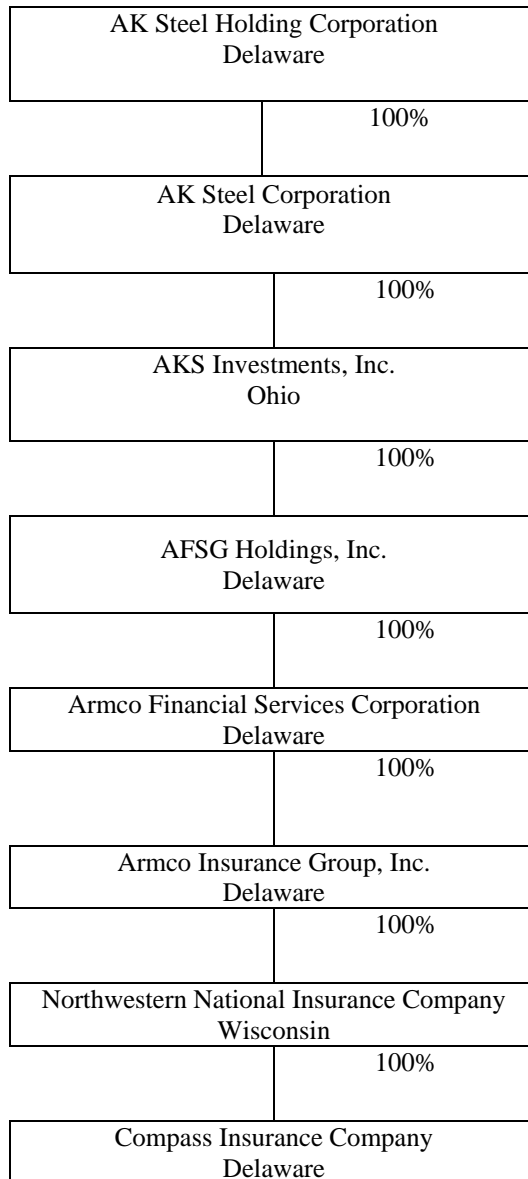 AK Steel Holding Corporation
Delaware
100%
AK Steel Corporation
Delaware
100%
AKS Investments, Inc.
Ohio
100%
AFSG Holdings, Inc.
Delaware
100%
Armco Financial Services Corporation
Delaware
100%
Armco Insurance Group, Inc.
Delaware
100%
Northwestern National Insurance Company
Wisconsin
100%
Compass Insurance Company
Delaware